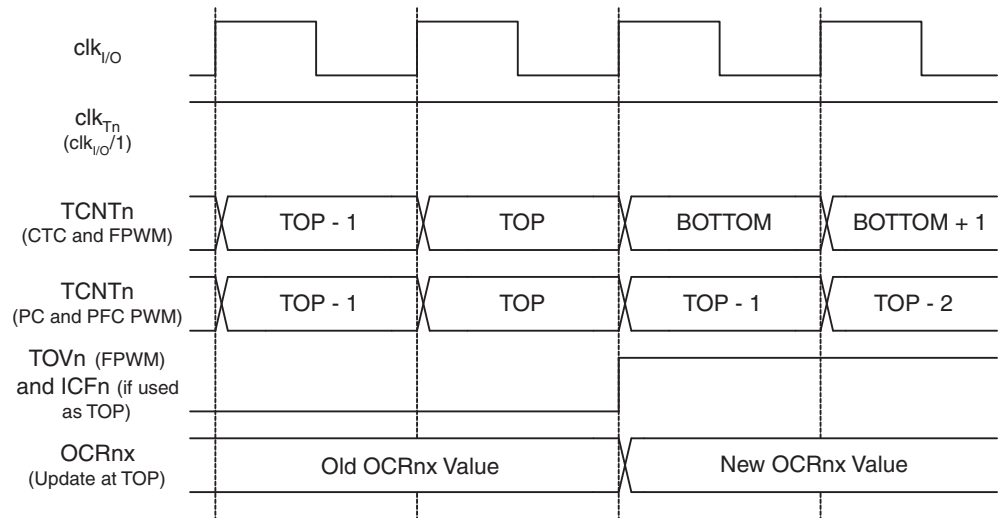 clkI/O
clkTn
(clkI/O/1)
TCNTn
(CTC and FPWM)
TOP - 1 TOP BOTTOM BOTTOM + 1
TCNTn
(PC and PFC PWM)
TOP - 1 TOP TOP - 1 TOP - 2
TOVn (FPWM)
and ICFn (if used
as TOP)
OCRnx
(Update at TOP)
Old OCRnx Value New OCRnx Value